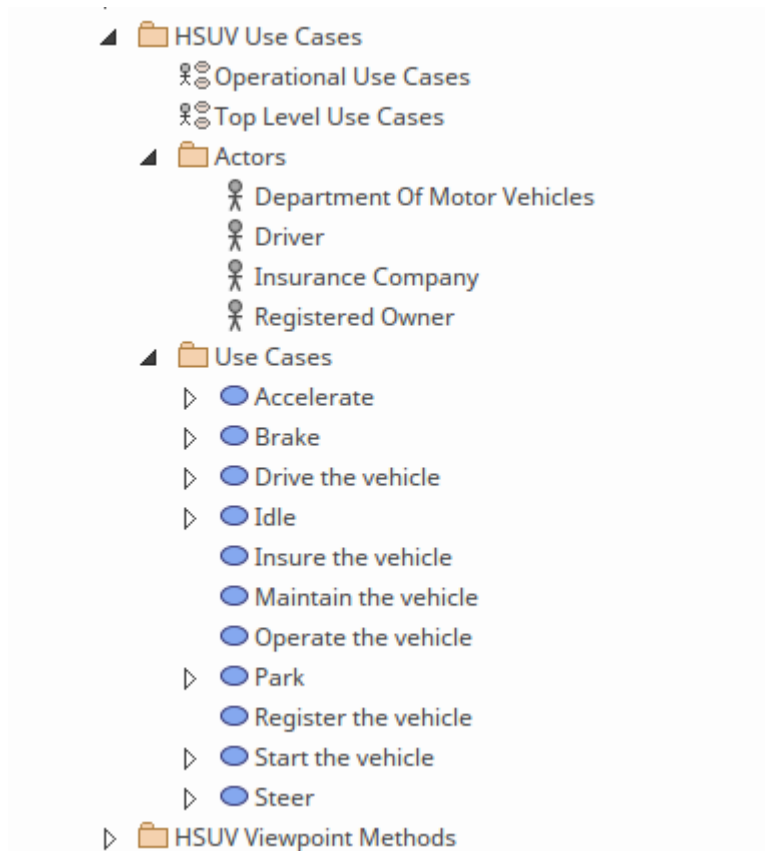 HSUV Use Cases
Operational Use Cases
Top Level Use Cases
Actors
Department Of Motor Vehicles
Driver
Insurance Company
Registered Owner
Use Cases
Accelerate
Brake
Drive the vehicle
Idle
Insure the vehicle
Maintain the vehicle
Operate the vehicle
Park
Register the vehicle
Start the vehicle
Steer
HSUV Viewpoint Methods